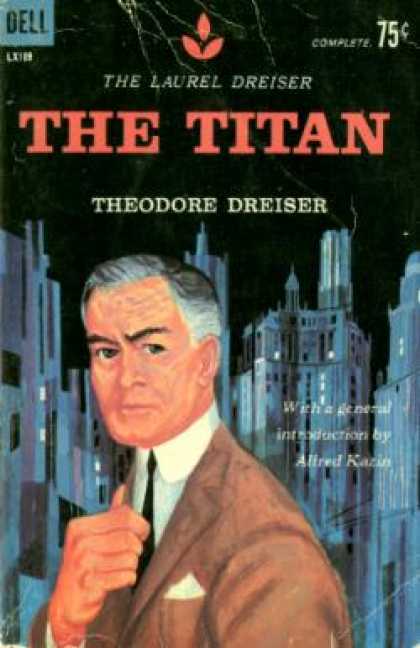 DELL
LX109
COMPLETE 75¢
THE LAUREL DREISER
THE TITAN
THEODORE DREISER
With a general
introduction by
Alfred Kazin